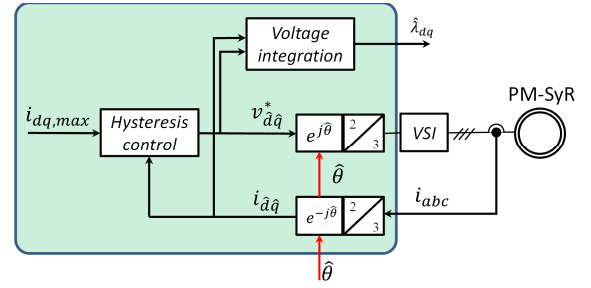 Voltage
integration
λ̂dq
idq,max
Hysteresis
control
v*d̂q̂
e^jθ̂
2
3
VSI
PM-SyR
θ̂
id̂q̂
e^-jθ̂
2
3
iabc
θ̂